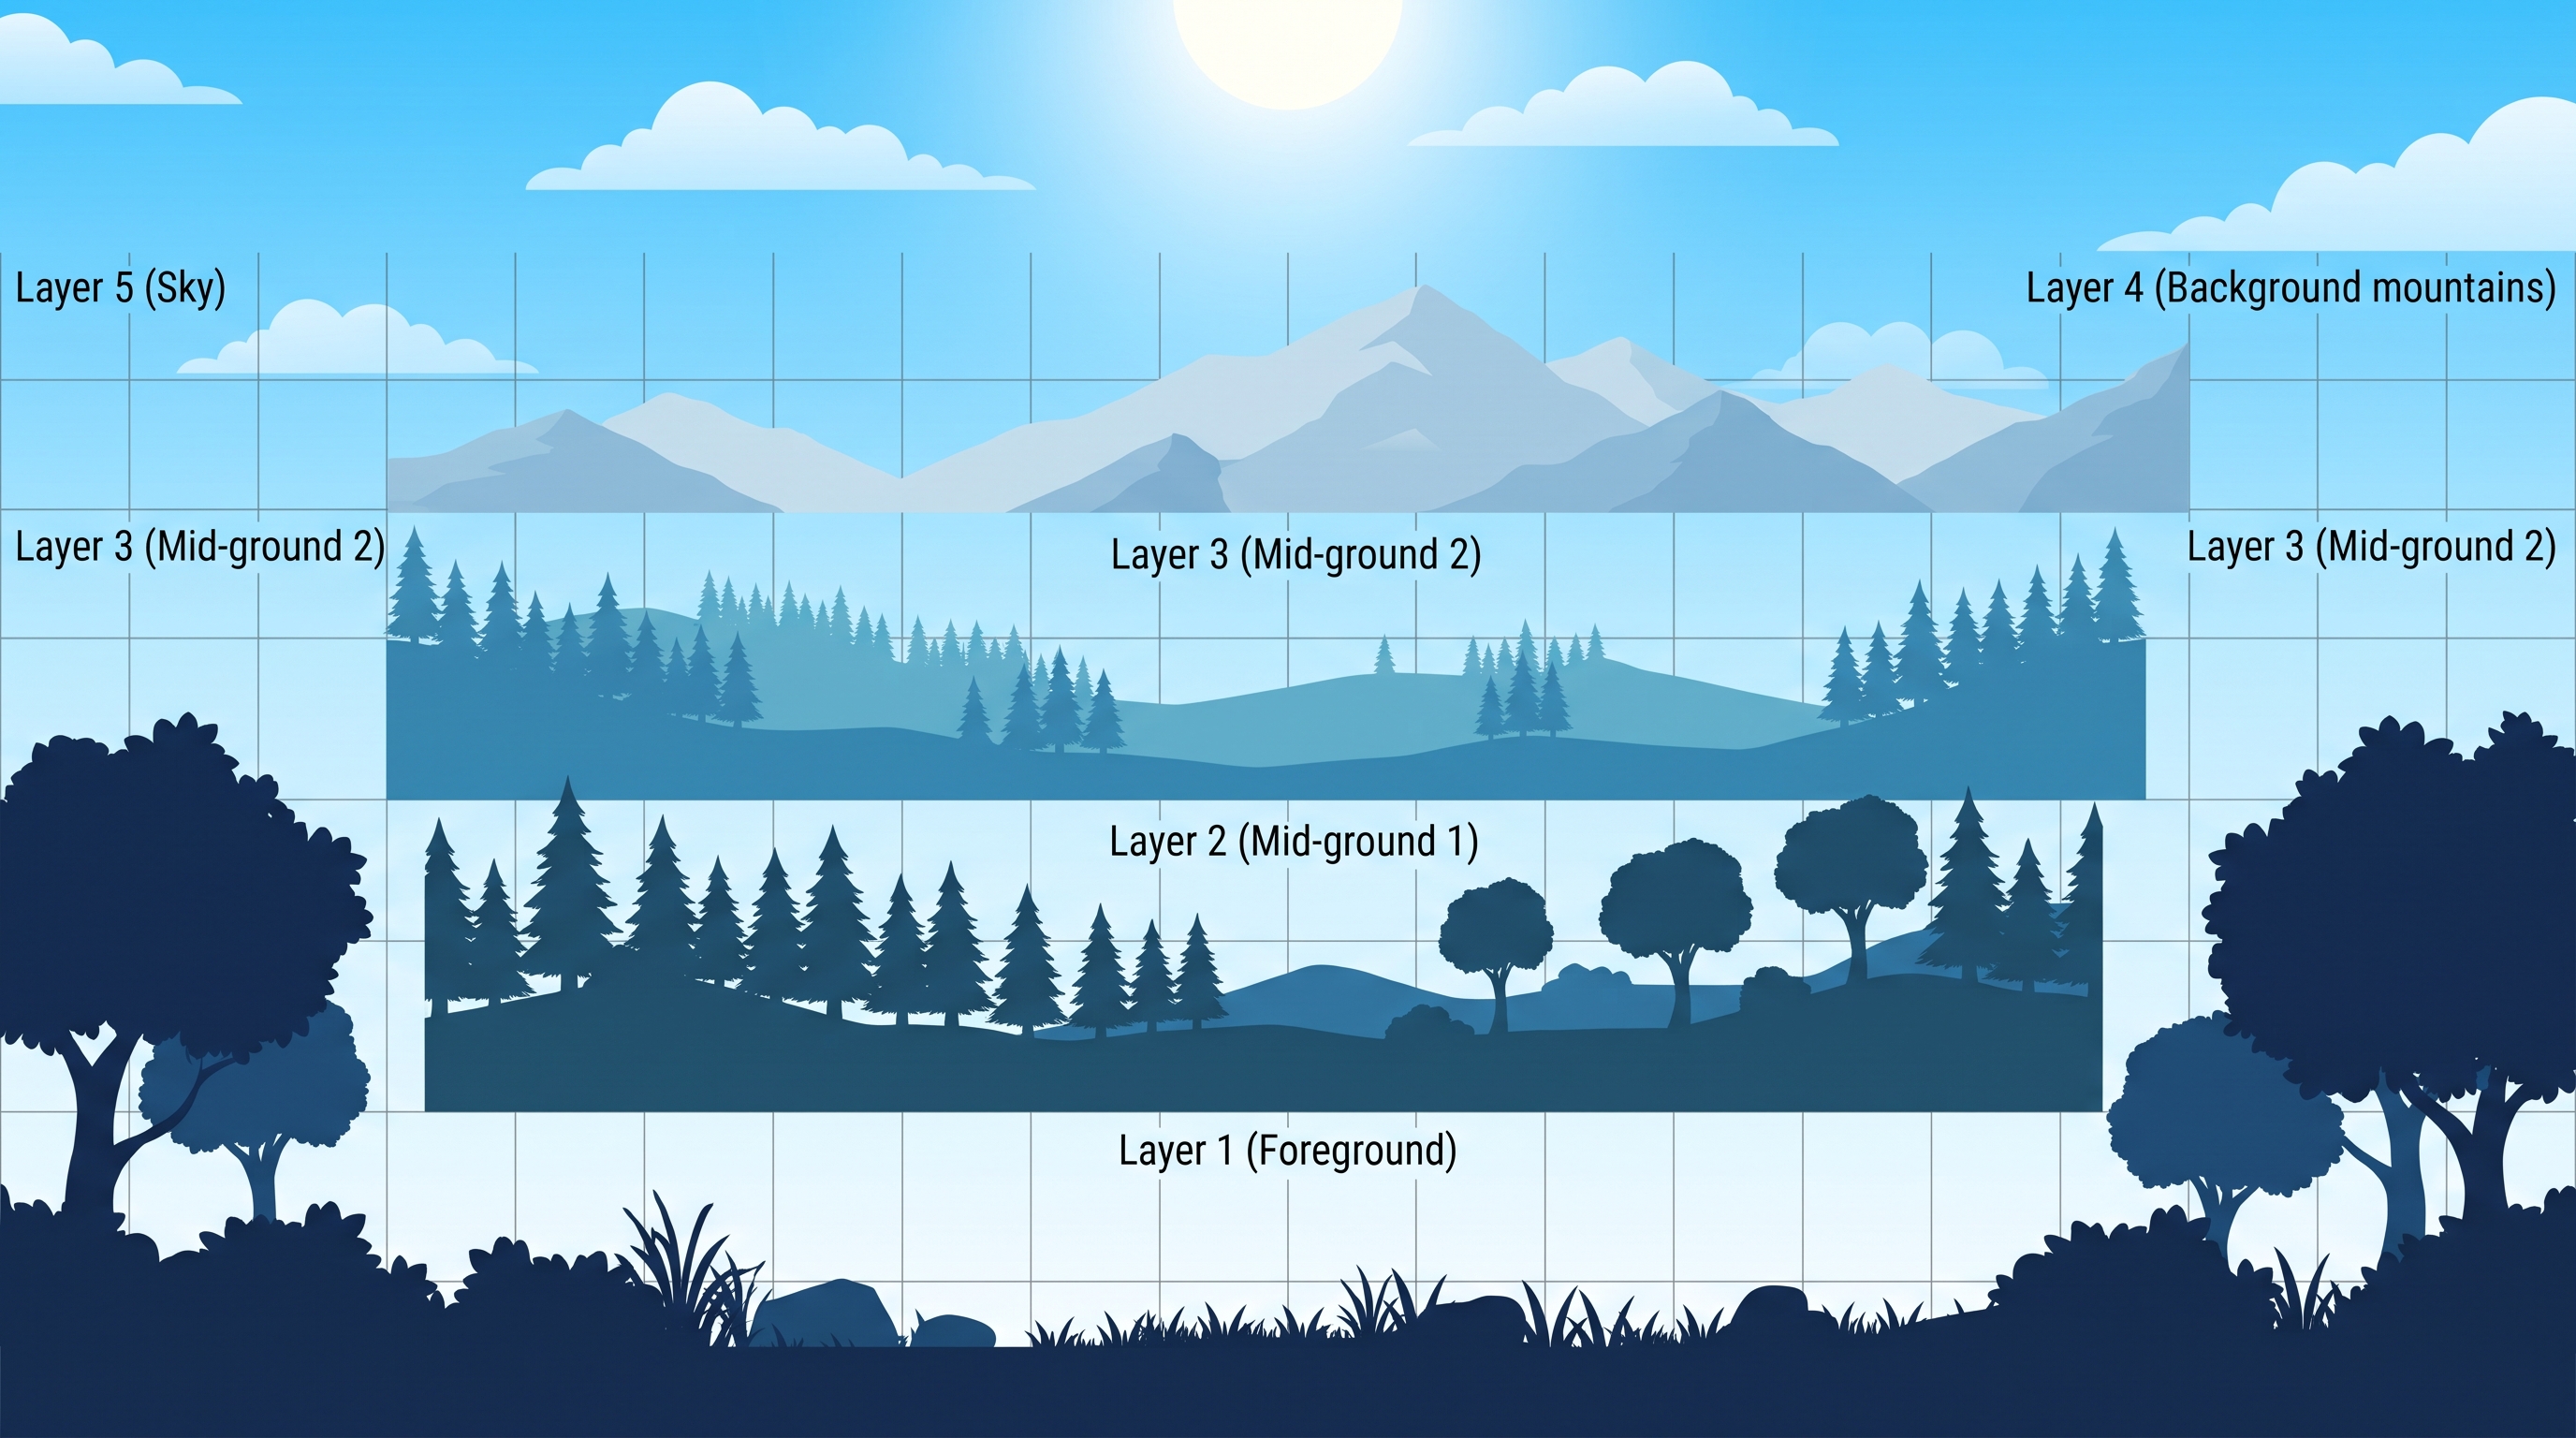 Layer 5 (Sky)
Layer 4 (Background mountains)
Layer 3 (Mid-ground 2)
Layer 3 (Mid-ground 2)
Layer 3 (Mid-ground 2)
Layer 2 (Mid-ground 1)
Layer 1 (Foreground)